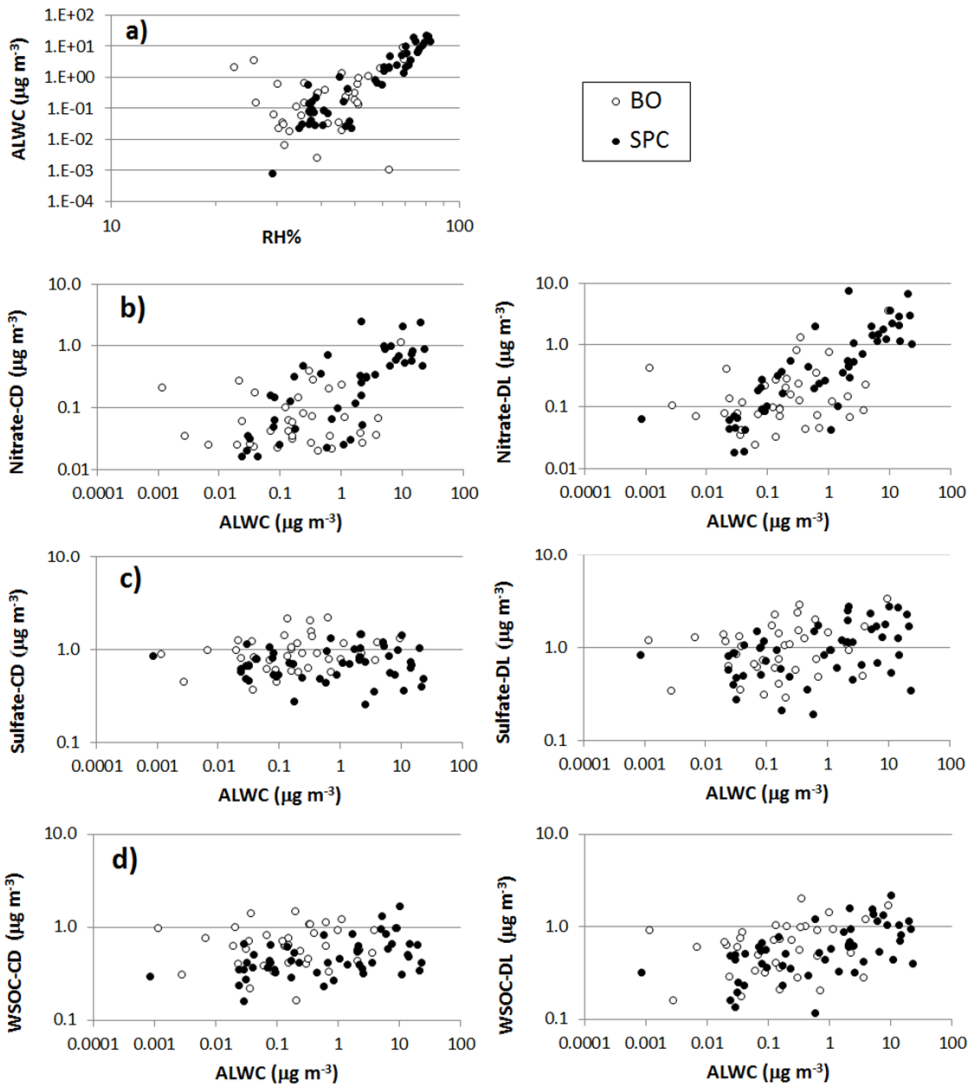 a)
ALWC (µg m-3)
1.E+02
1.E+01
1.E+00
1.E-01
1.E-02
1.E-03
1.E-04
10
100
RH%
BO
SPC
b)
Nitrate-CD (µg m-3)
10.0
1.0
0.1
0.01
0.0001 0.001 0.01 0.1 1 10 100
ALWC (µg m-3)
Nitrate-DL (µg m-3)
10.0
1.0
0.1
0.01
0.0001 0.001 0.01 0.1 1 10 100
ALWC (µg m-3)
c)
Sulfate-CD (µg m-3)
10.0
1.0
0.1
0.0001 0.001 0.01 0.1 1 10 100
ALWC (µg m-3)
Sulfate-DL (µg m-3)
10.0
1.0
0.1
0.0001 0.001 0.01 0.1 1 10 100
ALWC (µg m-3)
d)
WSOC-CD (µg m-3)
10.0
1.0
0.1
0.0001 0.001 0.01 0.1 1 10 100
ALWC (µg m-3)
WSOC-DL (µg m-3)
10.0
1.0
0.1
0.0001 0.001 0.01 0.1 1 10 100
ALWC (µg m-3)